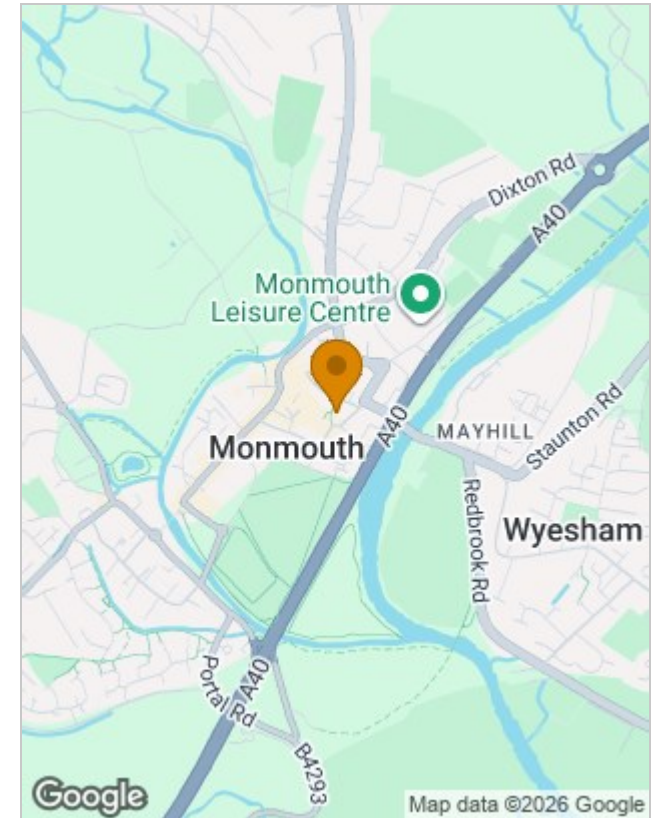 Dixton Rd
A40
Monmouth
Leisure Centre
Monmouth
A40
MAYHILL
Staunton Rd
Redbrook Rd
Wyesham
A40
Portal Rd
B4293
Google
Map data ©2026 Google